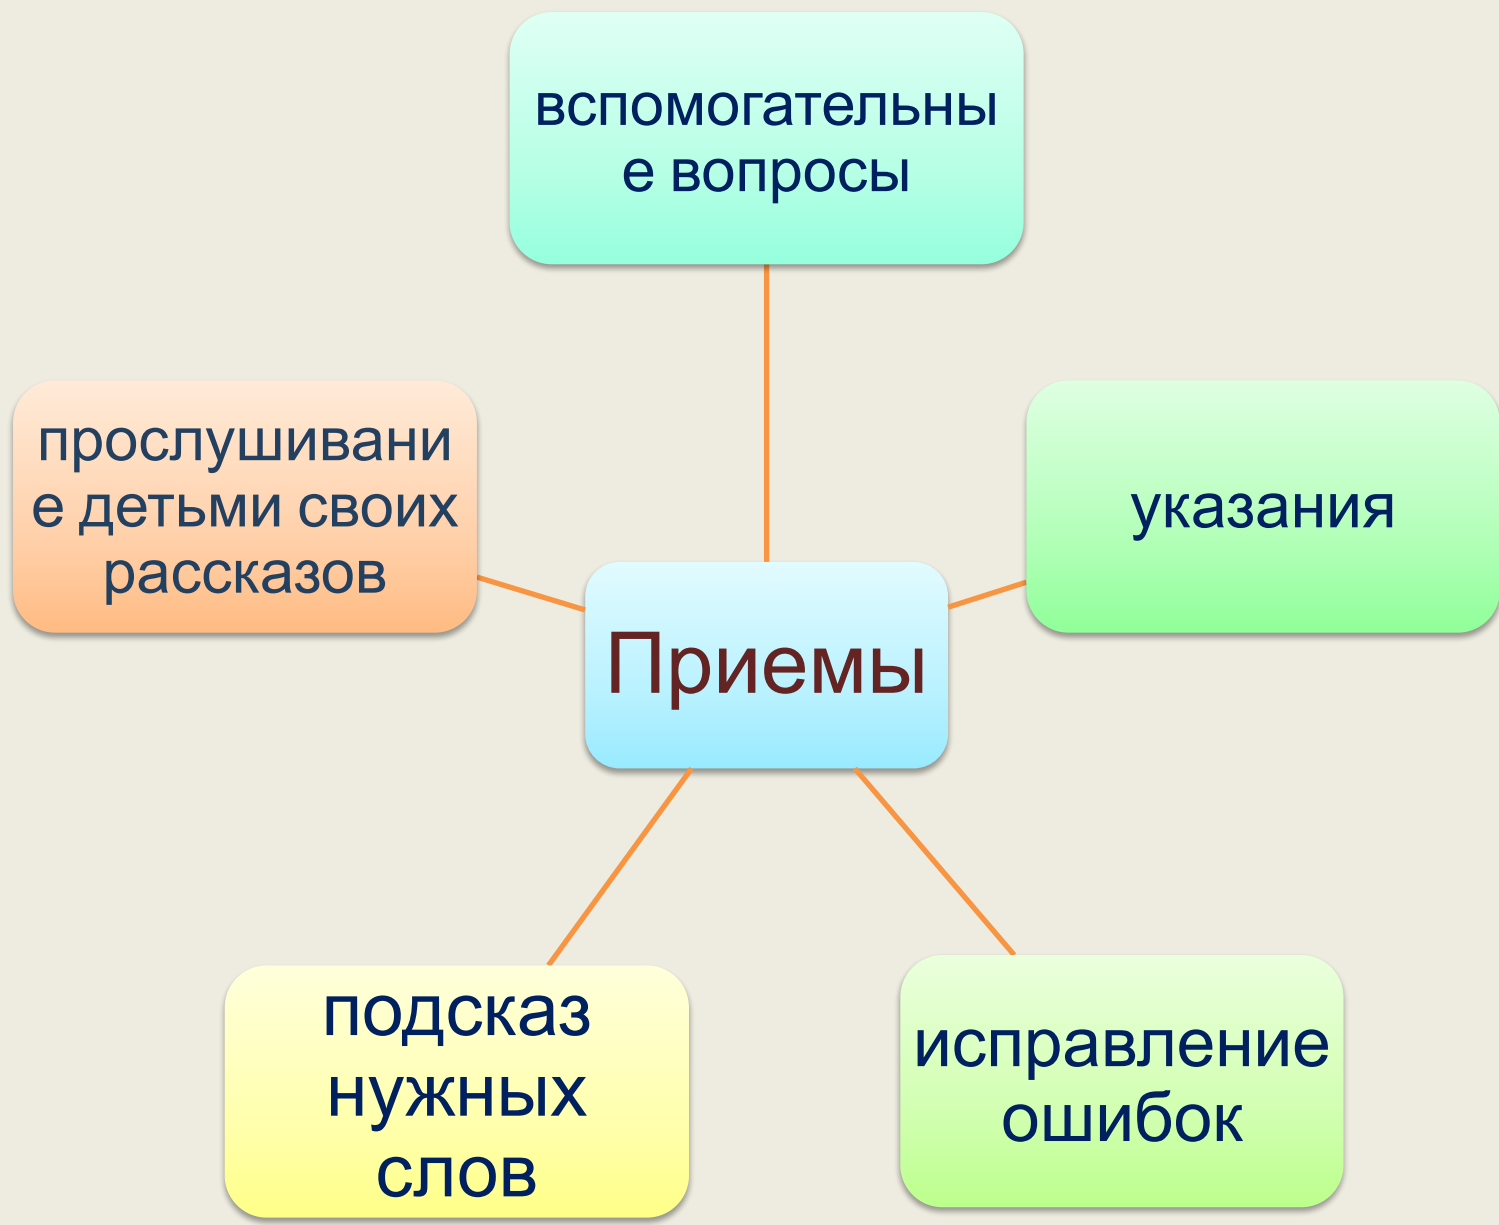 вспомогательны
е вопросы
прослушивани
е детьми своих
рассказов
указания
Приемы
подсказ
нужных
слов
исправление
ошибок